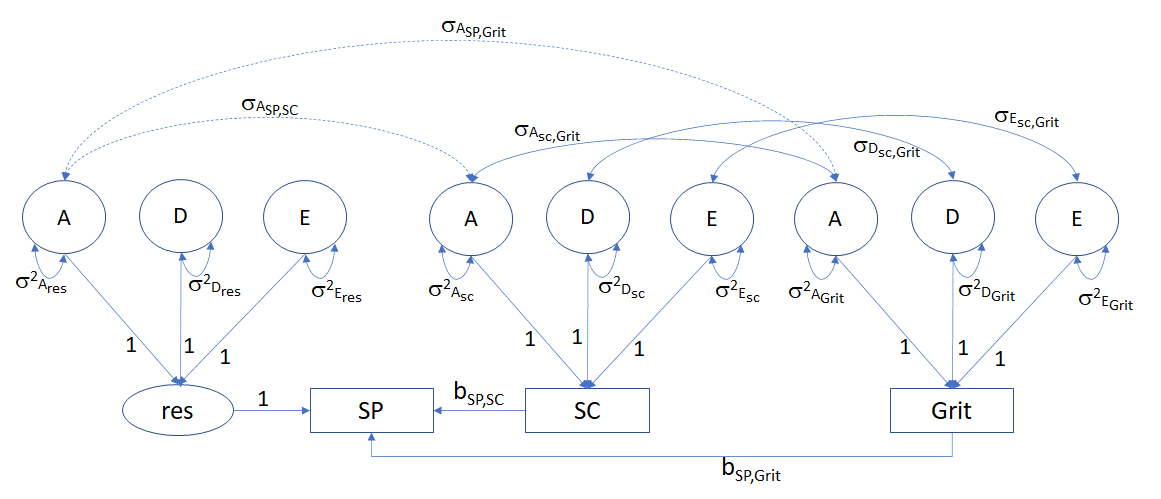 σA_SP,Grit
σA_SP,SC
σA_sc,Grit
σE_sc,Grit
σD_sc,Grit
A D E A D E A D E
σ²A_res σ²D_res σ²E_res σ²A_sc σ²D_sc σ²E_sc σ²A_Grit σ²D_Grit σ²E_Grit
1 1 1 1 1 1 1 1 1
res 1 SP b_SP,SC SC Grit
b_SP,Grit